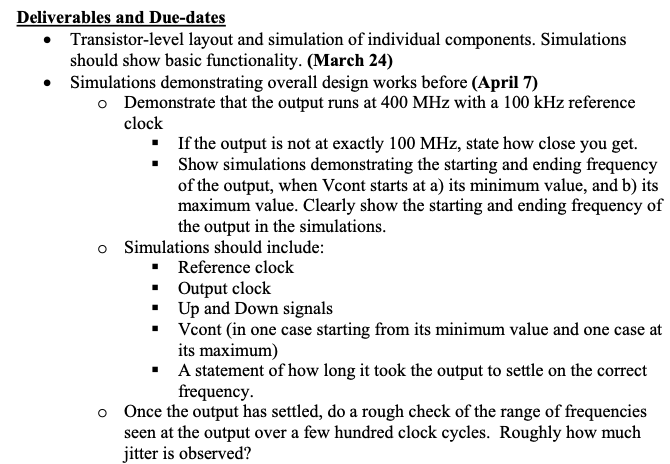 Deliverables and Due-dates
• Transistor-level layout and simulation of individual components. Simulations
should show basic functionality. (March 24)
• Simulations demonstrating overall design works before (April 7)
o Demonstrate that the output runs at 400 MHz with a 100 kHz reference
clock
▪ If the output is not at exactly 100 MHz, state how close you get.
▪ Show simulations demonstrating the starting and ending frequency
of the output, when Vcont starts at a) its minimum value, and b) its
maximum value. Clearly show the starting and ending frequency of
the output in the simulations.
o Simulations should include:
▪ Reference clock
▪ Output clock
▪ Up and Down signals
▪ Vcont (in one case starting from its minimum value and one case at
its maximum)
▪ A statement of how long it took the output to settle on the correct
frequency.
o Once the output has settled, do a rough check of the range of frequencies
seen at the output over a few hundred clock cycles.  Roughly how much
jitter is observed?